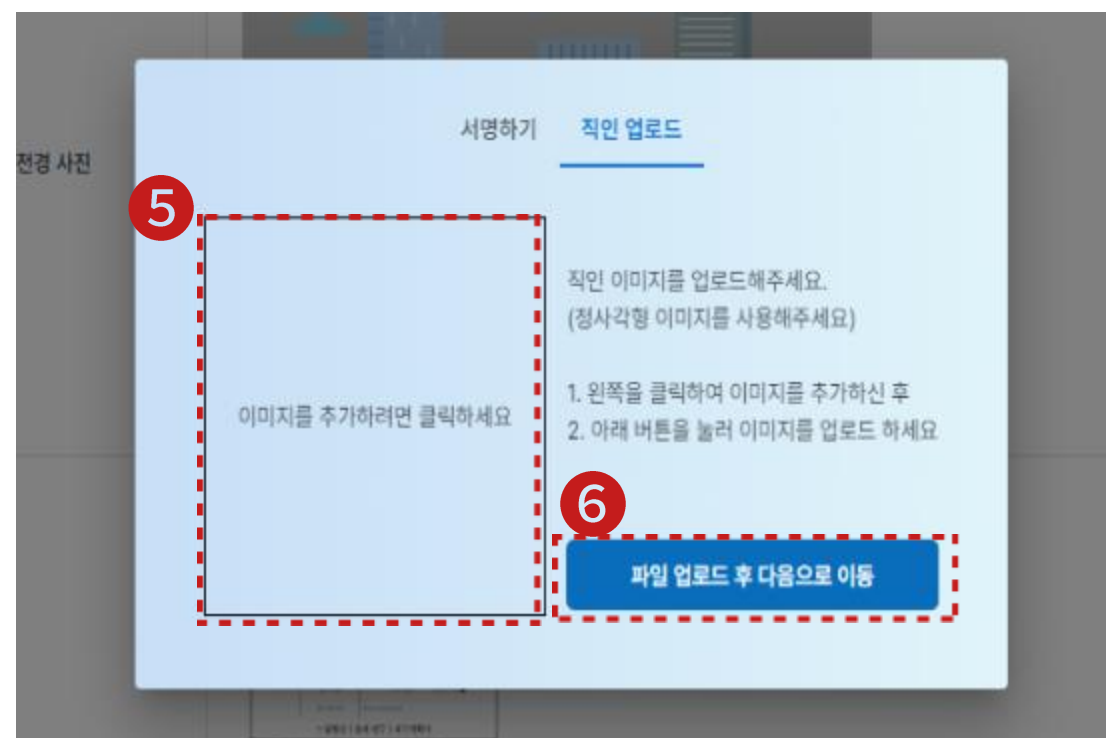 서명하기 직인 업로드
전경 사진
5
직인 이미지를 업로드해주세요.
(정사각형 이미지를 사용해주세요)
1. 왼쪽을 클릭하여 이미지를 추가하신 후
이미지를 추가하려면 클릭하세요
2. 아래 버튼을 눌러 이미지를 업로드 하세요
6
파일 업로드 후 다음으로 이동